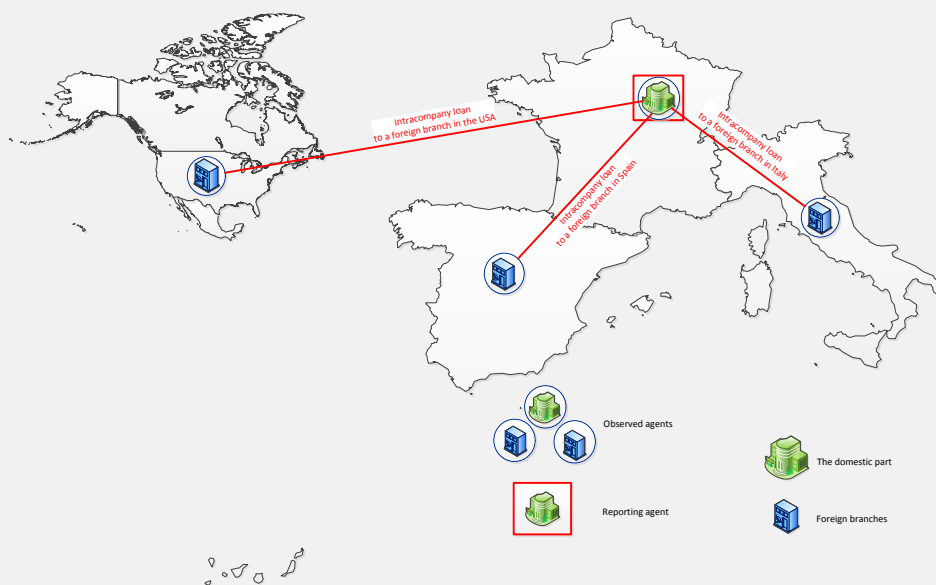 Intracompany loan
to a foreign branch in the USA
Intracompany loan
to a foreign branch in Italy
Intracompany loan
to a foreign branch in Spain
Observed agents
The domestic part
Reporting agent
Foreign branches